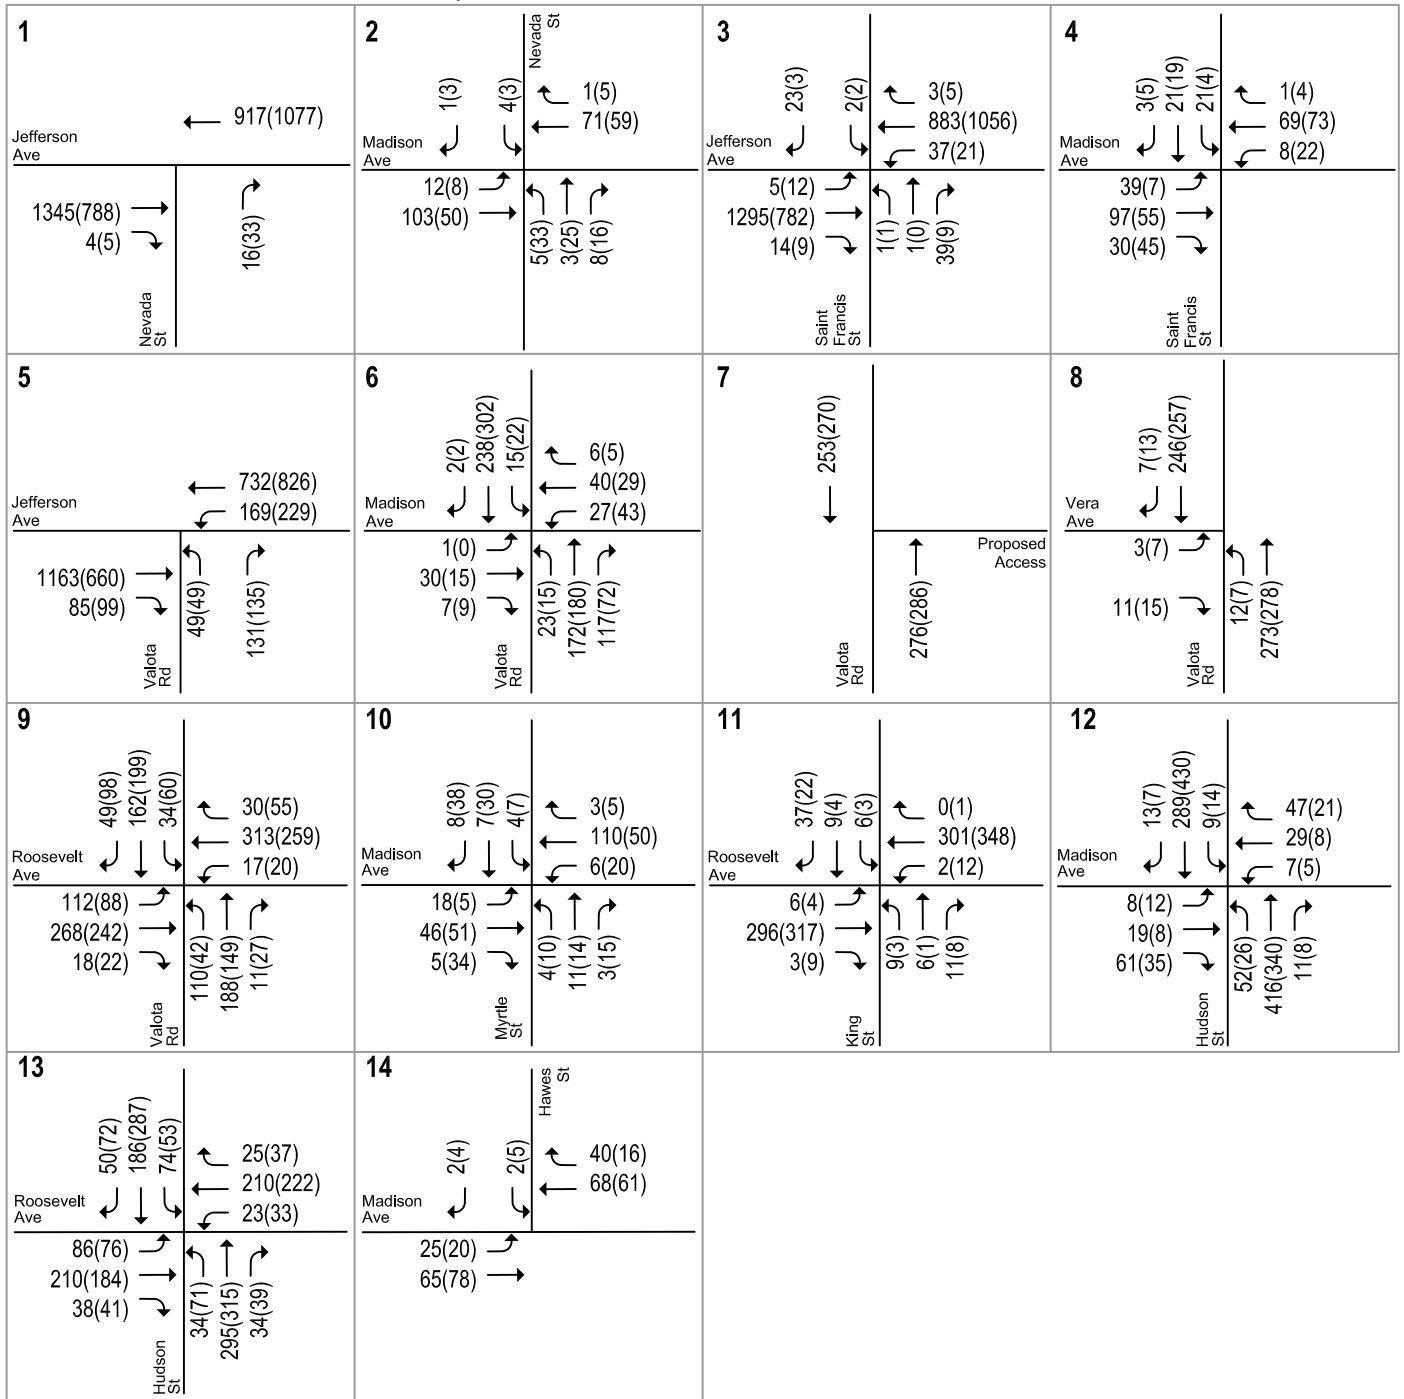 1
917(1077)
Jefferson
Ave
1345(788)
4(5)
16(33)
Nevada
St
2
Nevada
St
1(3)
4(3)
1(5)
71(59)
Madison
Ave
12(8)
103(50)
5(33)
3(25)
8(16)
3
23(3)
2(2)
3(5)
883(1056)
37(21)
Jefferson
Ave
5(12)
1295(782)
14(9)
1(1)
1(0)
39(9)
Saint
Francis
St
4
3(5)
21(19)
21(4)
1(4)
69(73)
8(22)
Madison
Ave
39(7)
97(55)
30(45)
Saint
Francis
St
5
732(826)
169(229)
Jefferson
Ave
1163(660)
85(99)
49(49)
131(135)
Valota
Rd
6
2(2)
238(302)
15(22)
6(5)
40(29)
27(43)
Madison
Ave
1(0)
30(15)
7(9)
23(15)
172(180)
117(72)
Valota
Rd
7
253(270)
Proposed
Access
276(286)
Valota
Rd
8
7(13)
246(257)
Vera
Ave
3(7)
11(15)
12(7)
273(278)
Valota
Rd
9
49(98)
162(199)
34(60)
30(55)
313(259)
17(20)
Roosevelt
Ave
112(88)
268(242)
18(22)
110(42)
188(149)
11(27)
Valota
Rd
10
8(38)
7(30)
4(7)
3(5)
110(50)
6(20)
Madison
Ave
18(5)
46(51)
5(34)
4(10)
11(14)
3(15)
Myrtle
St
11
37(22)
9(4)
6(3)
0(1)
301(348)
2(12)
Roosevelt
Ave
6(4)
296(317)
3(9)
9(3)
6(1)
11(8)
King
St
12
13(7)
289(430)
9(14)
47(21)
29(8)
7(5)
Madison
Ave
8(12)
19(8)
61(35)
52(26)
416(340)
11(8)
Hudson
St
13
50(72)
186(287)
74(53)
25(37)
210(222)
23(33)
Roosevelt
Ave
86(76)
210(184)
38(41)
34(71)
295(315)
34(39)
Hudson
St
14
Hawes
St
2(4)
2(5)
40(16)
68(61)
Madison
Ave
25(20)
65(78)